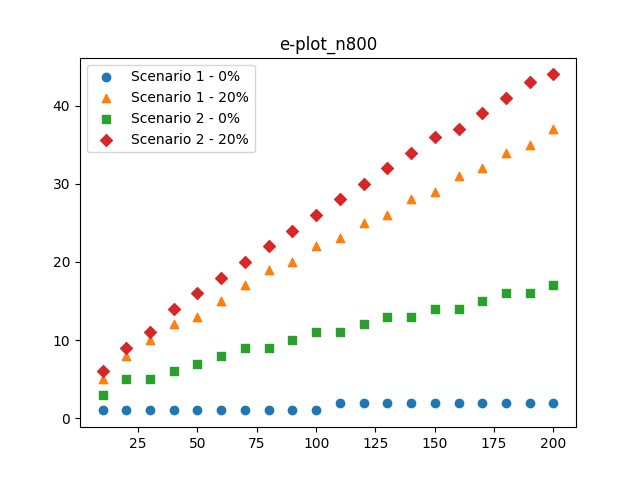 e-plot_n800
Scenario 1 - 0%
Scenario 1 - 20%
Scenario 2 - 0%
Scenario 2 - 20%
40
30
20
10
0
25 50 75 100 125 150 175 200